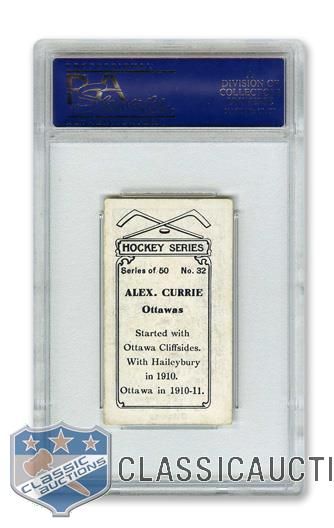 PSA
DIVISION OF
COLLECTORS
HOCKEY SERIES
Series of 50 No. 32
ALEX. CURRIE
Ottawas
Started with
Ottawa Cliffsides.
With Haileybury
in 1910.
Ottawa in 1910-11.
CLASSIC
AUCTIONS
CLASSICAUCTI